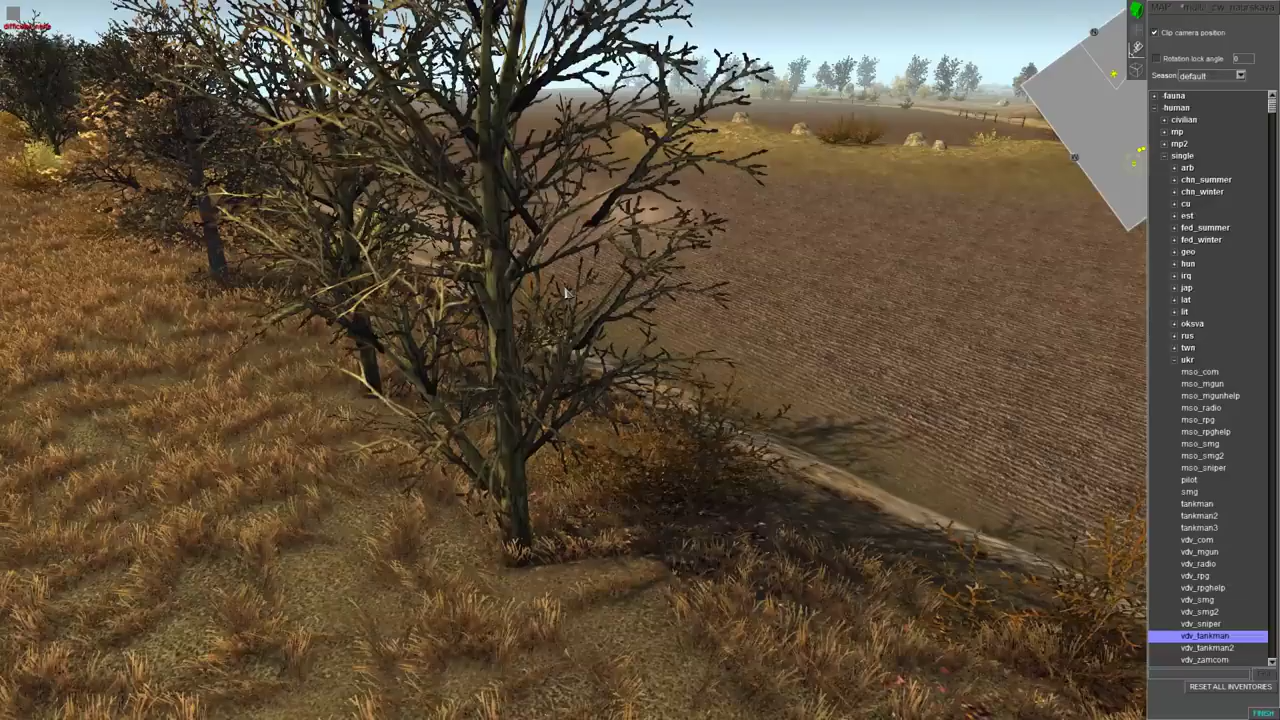 MAP
Clip camera position
Rotation lock angle 0
Season default
fauna
human
civilian
mp
mp2
single
arb
chn_summer
chn_winter
cu
est
fed_summer
fed_winter
geo
hun
irq
jap
lat
lit
oksva
rus
twn
ukr
mso_com
mso_mgun
mso_mgunhelp
mso_radio
mso_rpg
mso_rpghelp
mso_smg
mso_smg2
mso_sniper
pilot
smg
tankman
tankman2
tankman3
vdv_com
vdv_mgun
vdv_radio
vdv_rpg
vdv_rpghelp
vdv_smg
vdv_smg2
vdv_sniper
vdv_tankman
vdv_tankman2
vdv_zamcom
RESET ALL INVENTORIES
FINISH